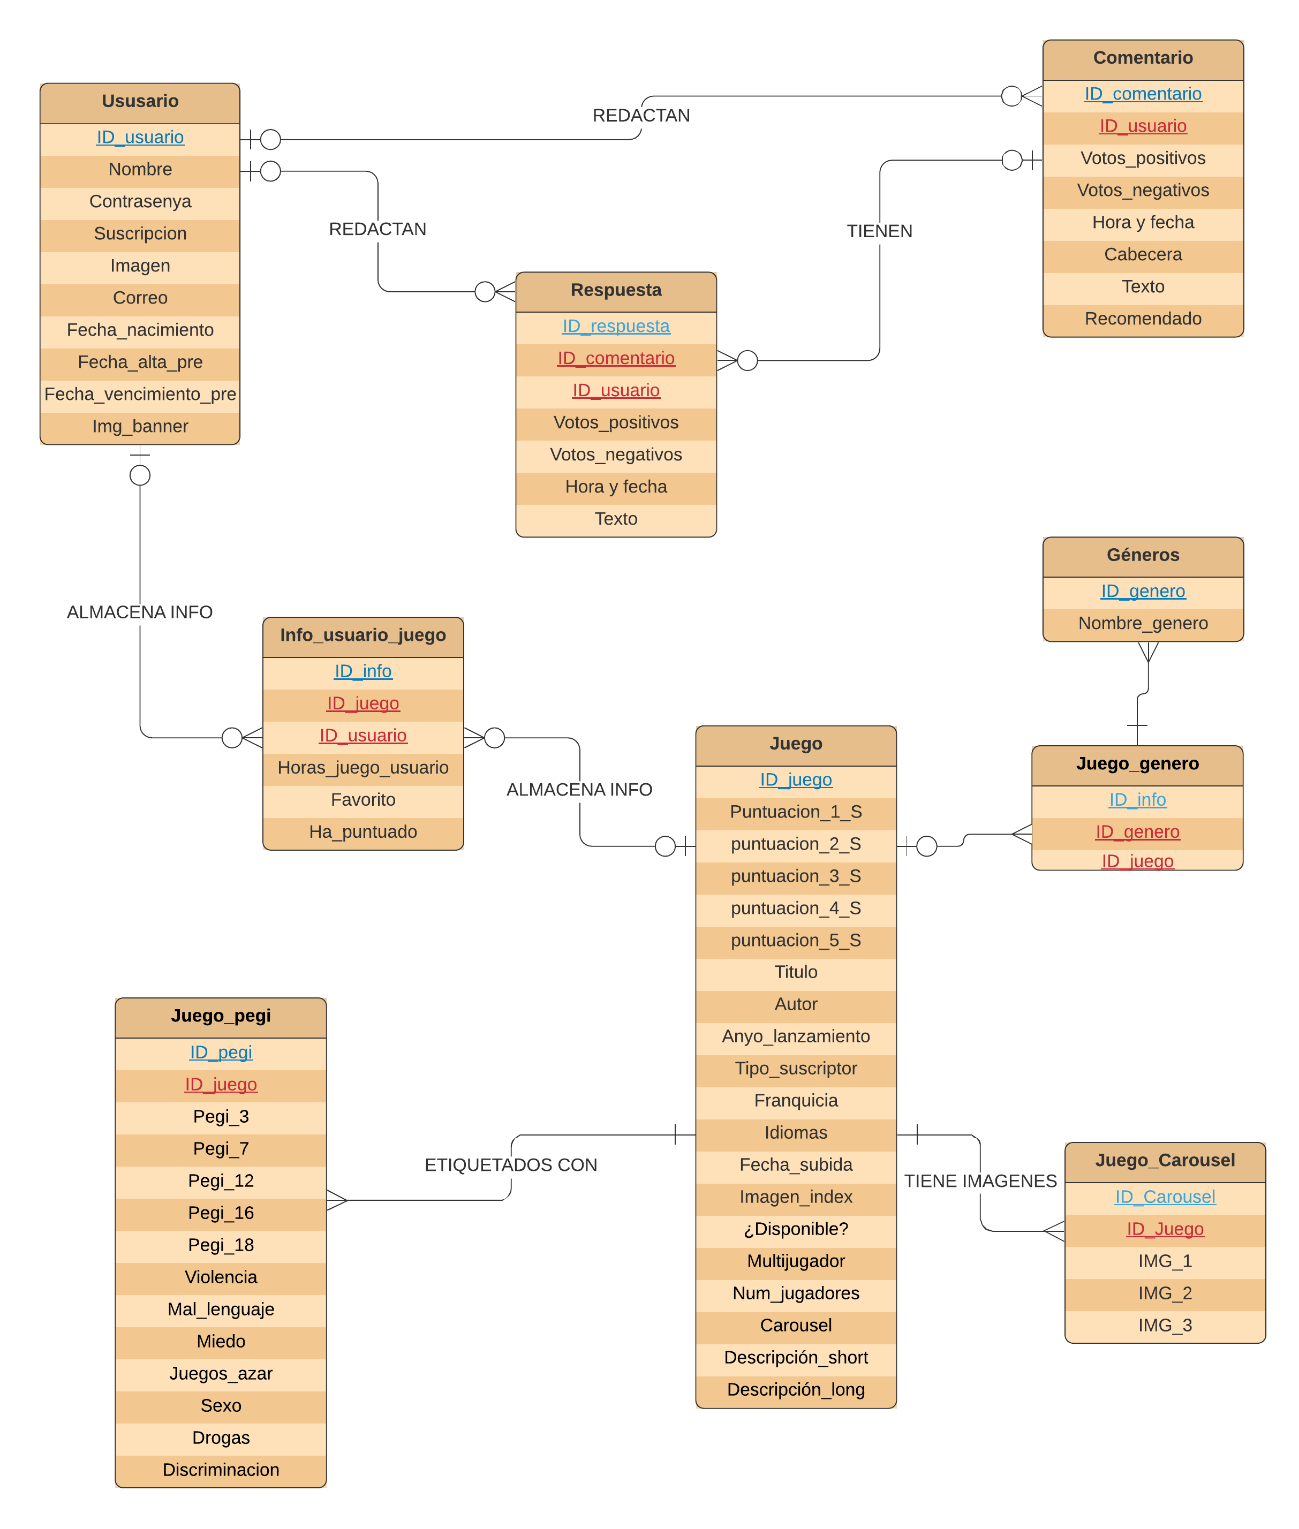 Ususario
ID_usuario
Nombre
Contrasenya
Suscripcion
Imagen
Correo
Fecha_nacimiento
Fecha_alta_pre
Fecha_vencimiento_pre
Img_banner
REDACTAN
REDACTAN
TIENEN
Comentario
ID_comentario
ID_usuario
Votos_positivos
Votos_negativos
Hora y fecha
Cabecera
Texto
Recomendado
Respuesta
ID_respuesta
ID_comentario
ID_usuario
Votos_positivos
Votos_negativos
Hora y fecha
Texto
ALMACENA INFO
Info_usuario_juego
ID_info
ID_juego
ID_usuario
Horas_juego_usuario
Favorito
Ha_puntuado
ALMACENA INFO
Géneros
ID_genero
Nombre_genero
Juego_genero
ID_info
ID_genero
ID_juego
Juego
ID_juego
Puntuacion_1_S
puntuacion_2_S
puntuacion_3_S
puntuacion_4_S
puntuacion_5_S
Titulo
Autor
Anyo_lanzamiento
Tipo_suscriptor
Franquicia
Idiomas
Fecha_subida
Imagen_index
¿Disponible?
Multijugador
Num_jugadores
Carousel
Descripción_short
Descripción_long
Juego_pegi
ID_pegi
ID_juego
Pegi_3
Pegi_7
Pegi_12
Pegi_16
Pegi_18
Violencia
Mal_lenguaje
Miedo
Juegos_azar
Sexo
Drogas
Discriminacion
ETIQUETADOS CON
TIENE IMAGENES
Juego_Carousel
ID_Carousel
ID_Juego
IMG_1
IMG_2
IMG_3